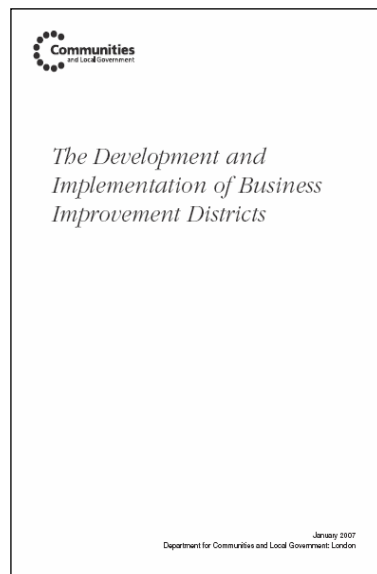 Communities
and Local Government
The Development and
Implementation of Business
Improvement Districts
January 2007
Department for Communities and Local Government: London